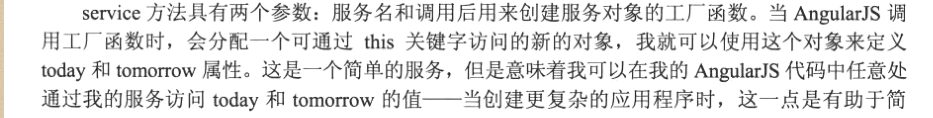 service 方法具有两个参数：服务名和调用后用来创建服务对象的工厂函数。当 AngularJS 调
用工厂函数时，会分配一个可通过 this 关键字访问的新的对象，我就可以使用这个对象来定义
today 和 tomorrow 属性。这是一个简单的服务，但是意味着我可以在我的 AngularJS 代码中任意处
通过我的服务访问 today 和 tomorrow 的值——当创建更复杂的应用程序时，这一点是有助于简